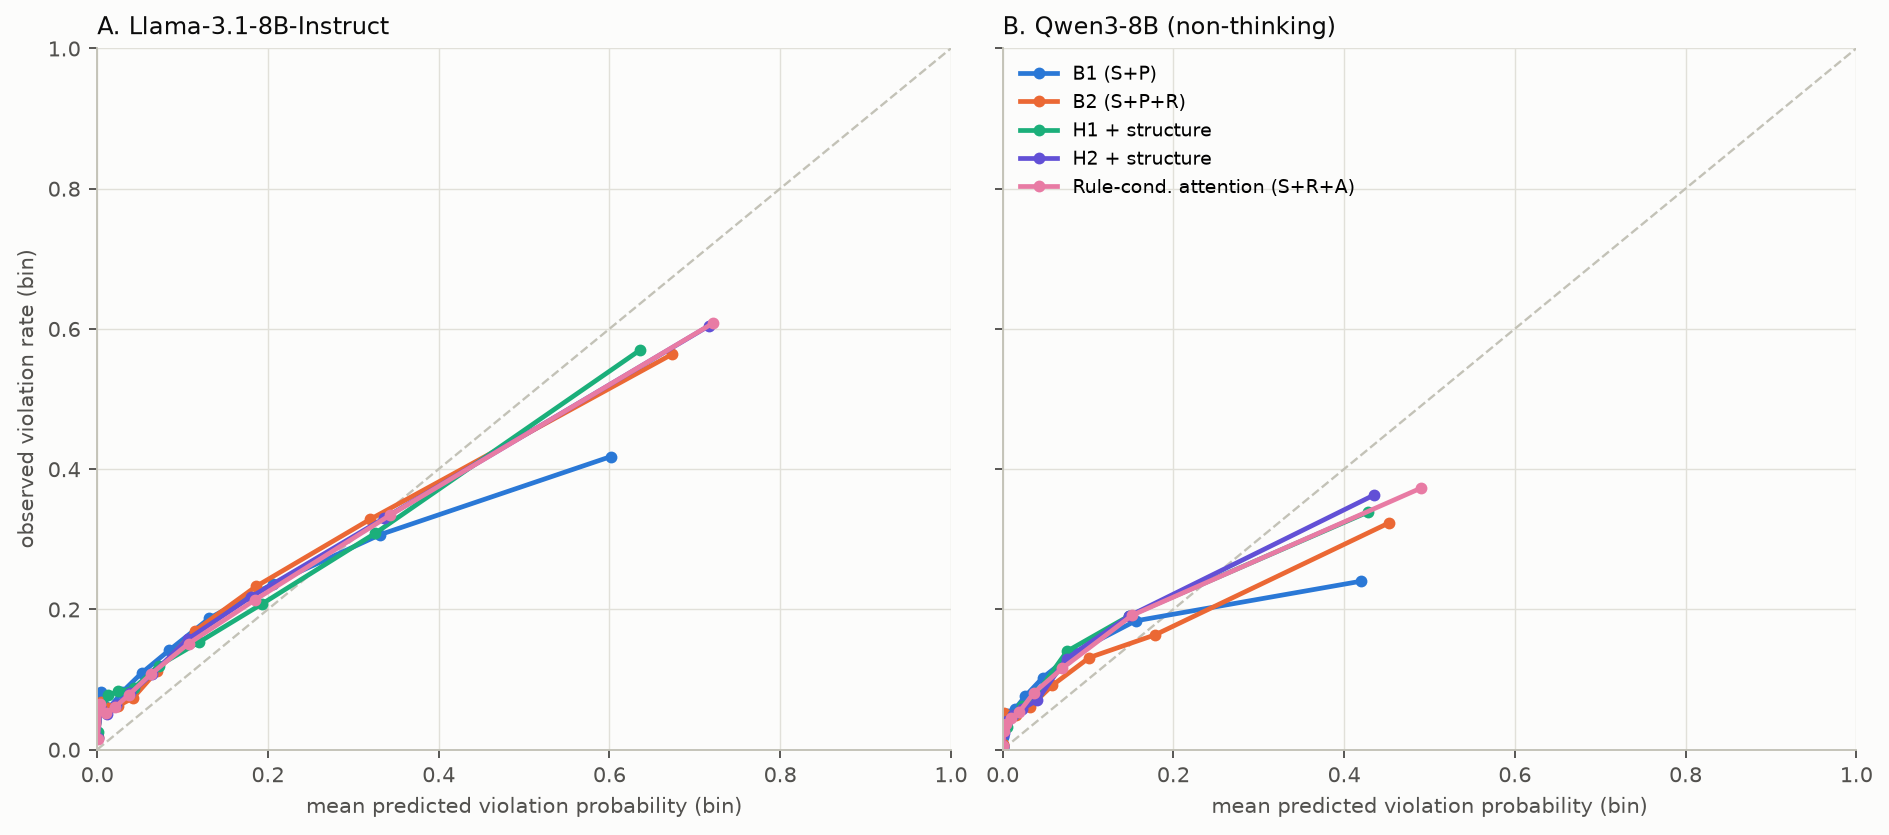 A. Llama-3.1-8B-Instruct
1.0
0.8
0.6
0.4
0.2
0.0
observed violation rate (bin)
0.0 0.2 0.4 0.6 0.8 1.0
mean predicted violation probability (bin)
B. Qwen3-8B (non-thinking)
B1 (S+P)
B2 (S+P+R)
H1 + structure
H2 + structure
Rule-cond. attention (S+R+A)
0.0 0.2 0.4 0.6 0.8 1.0
mean predicted violation probability (bin)